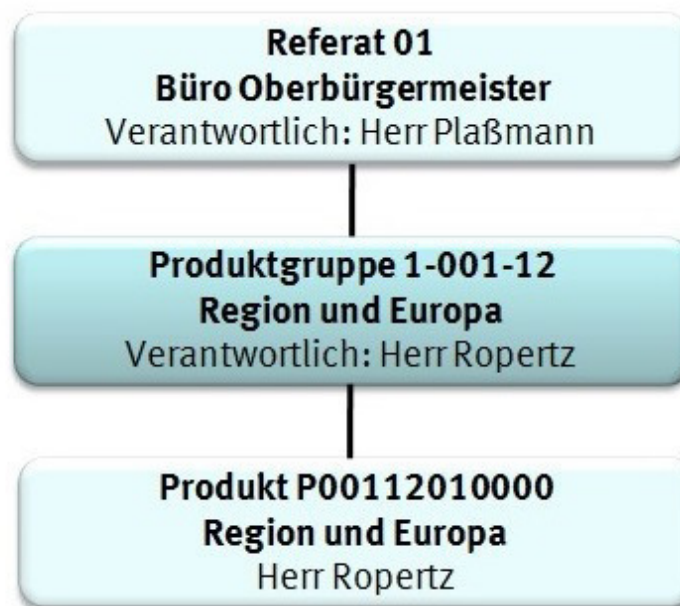 Referat 01
Büro Oberbürgermeister
Verantwortlich: Herr Plaßmann
Produktgruppe 1-001-12
Region und Europa
Verantwortlich: Herr Ropertz
Produkt P00112010000
Region und Europa
Herr Ropertz